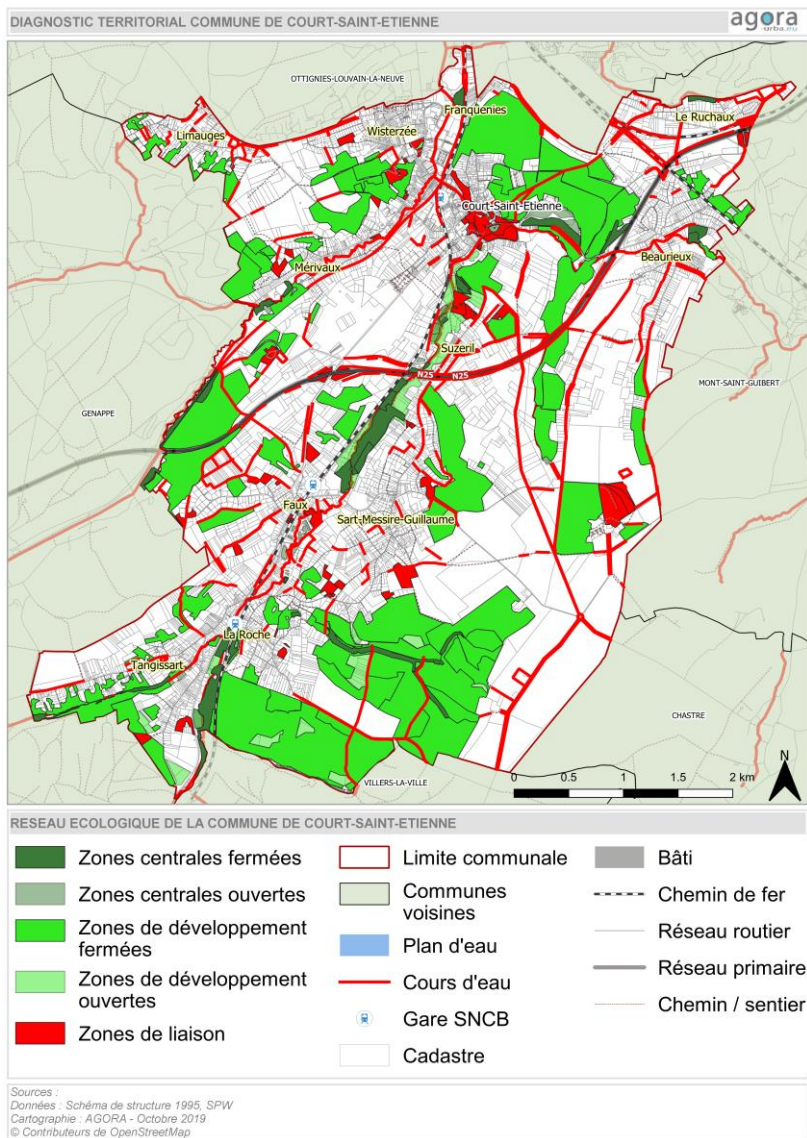 DIAGNOSTIC TERRITORIAL COMMUNE DE COURT-SAINT-ETIENNE
agora
urba.eu
OTTIGNIES-LOUVAIN-LA-NEUVE
Franquenies
Le Ruchaux
Limauges
Wisterzée
Court-Saint-Etienne
Mérivaux
Beaurieux
Suzeril
N25 N25
MONT-SAINT-GUIBERT
GENAPPE
Faux
Sart-Messire-Guillaume
La Roche
Tangissart
CHASTRE
VILLERS-LA-VILLE
N
0 0.5 1 1.5 2 km
RESEAU ECOLOGIQUE DE LA COMMUNE DE COURT-SAINT-ETIENNE
Zones centrales fermées
Zones centrales ouvertes
Zones de développement
fermées
Zones de développement
ouvertes
Zones de liaison
Limite communale
Communes
voisines
Plan d'eau
Cours d'eau
Gare SNCB
Cadastre
Bâti
Chemin de fer
Réseau routier
Réseau primaire
Chemin / sentier
Sources :
Données : Schéma de structure 1995, SPW
Cartographie : AGORA - Octobre 2019
© Contributeurs de OpenStreetMap